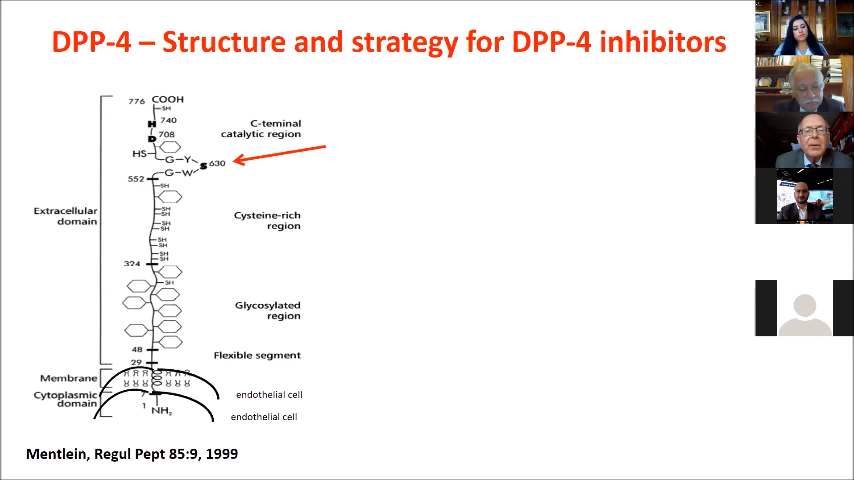 DPP-4 – Structure and strategy for DPP-4 inhibitors
776 COOH
SH
H 740
D 708
HS
G Y
S 630
G W
552
SH
SH
SH
SH
SH
SH
SH
SH
SH
324
SH
48
29
7
1
NH2
C-teminal
catalytic region
Cysteine-rich
region
Glycosylated
region
Flexible segment
Extracellular
domain
Membrane
Cytoplasmic
domain
endothelial cell
endothelial cell
Mentlein, Regul Pept 85:9, 1999